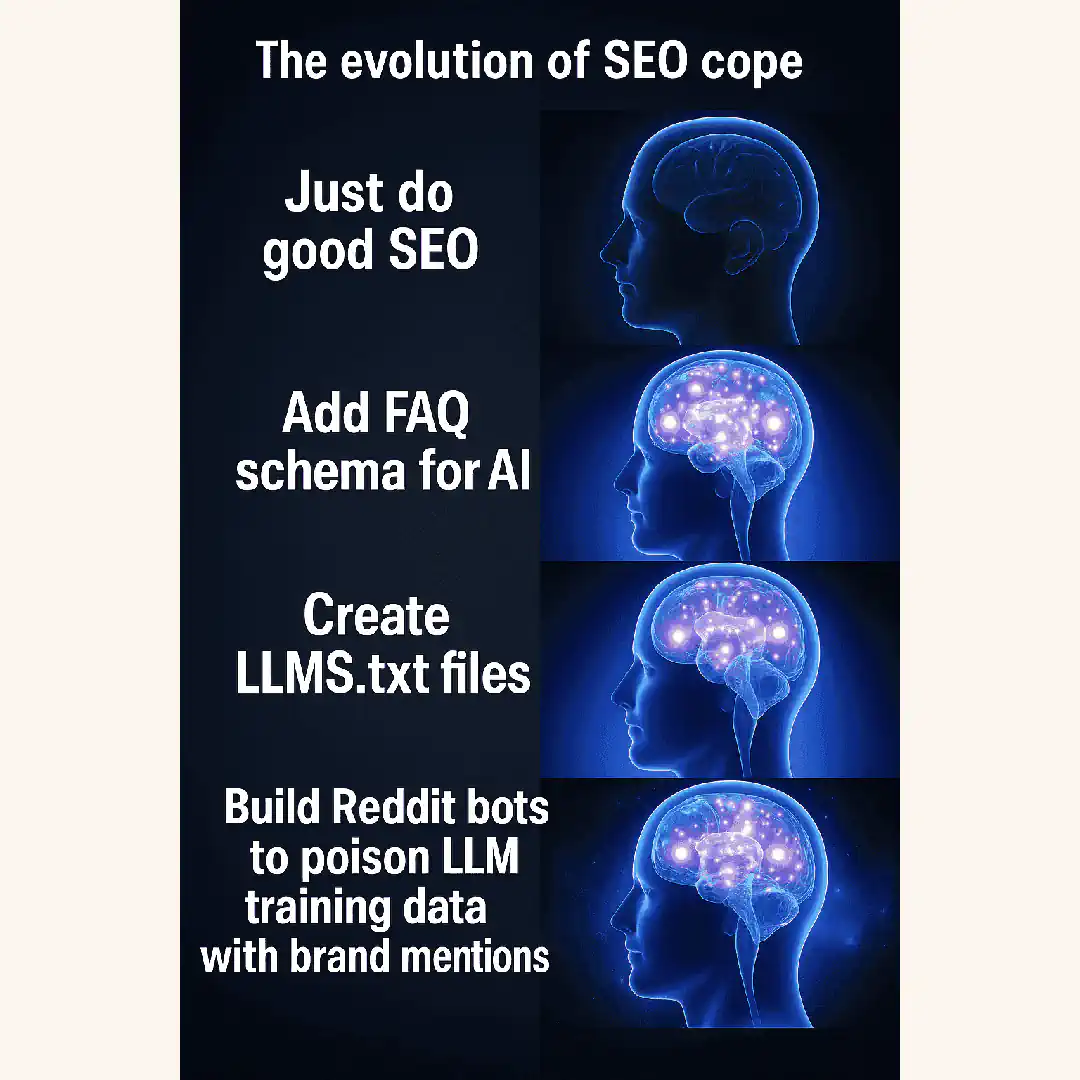 The evolution of SEO cope
Just do
good SEO
Add FAQ
schema for AI
Create
LLMS.txt files
Build Reddit bots
to poison LLM
training data
with brand mentions